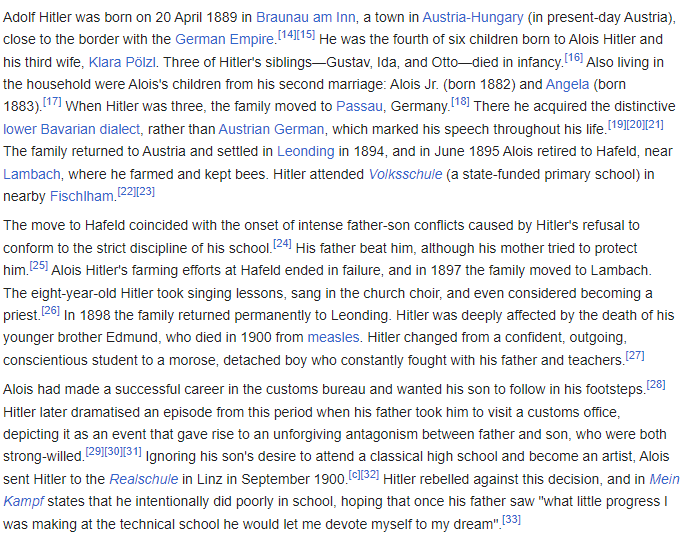 Adolf Hitler was born on 20 April 1889 in Braunau am Inn, a town in Austria-Hungary (in present-day Austria),
close to the border with the German Empire.[14][15] He was the fourth of six children born to Alois Hitler and
his third wife, Klara Pölzl. Three of Hitler's siblings—Gustav, Ida, and Otto—died in infancy.[16] Also living in
the household were Alois's children from his second marriage: Alois Jr. (born 1882) and Angela (born
1883).[17] When Hitler was three, the family moved to Passau, Germany.[18] There he acquired the distinctive
lower Bavarian dialect, rather than Austrian German, which marked his speech throughout his life.[19][20][21]
The family returned to Austria and settled in Leonding in 1894, and in June 1895 Alois retired to Hafeld, near
Lambach, where he farmed and kept bees. Hitler attended Volksschule (a state-funded primary school) in
nearby Fischlham.[22][23]
The move to Hafeld coincided with the onset of intense father-son conflicts caused by Hitler's refusal to
conform to the strict discipline of his school.[24] His father beat him, although his mother tried to protect
him.[25] Alois Hitler's farming efforts at Hafeld ended in failure, and in 1897 the family moved to Lambach.
The eight-year-old Hitler took singing lessons, sang in the church choir, and even considered becoming a
priest.[26] In 1898 the family returned permanently to Leonding. Hitler was deeply affected by the death of his
younger brother Edmund, who died in 1900 from measles. Hitler changed from a confident, outgoing,
conscientious student to a morose, detached boy who constantly fought with his father and teachers.[27]
Alois had made a successful career in the customs bureau and wanted his son to follow in his footsteps.[28]
Hitler later dramatised an episode from this period when his father took him to visit a customs office,
depicting it as an event that gave rise to an unforgiving antagonism between father and son, who were both
strong-willed.[29][30][31] Ignoring his son's desire to attend a classical high school and become an artist, Alois
sent Hitler to the Realschule in Linz in September 1900.[c][32] Hitler rebelled against this decision, and in Mein
Kampf states that he intentionally did poorly in school, hoping that once his father saw "what little progress I
was making at the technical school he would let me devote myself to my dream".[33]